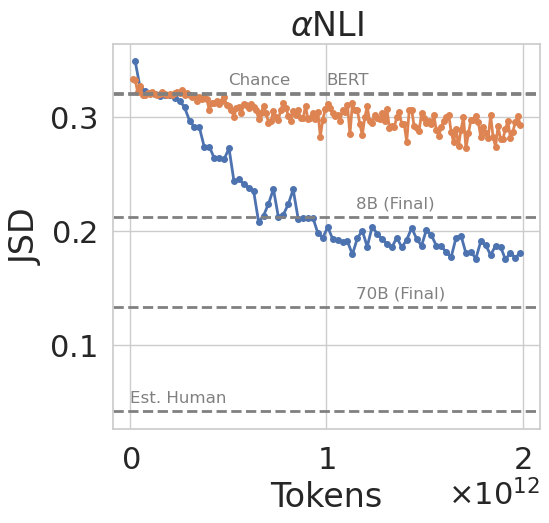 αNLI
Chance BERT
0.3
8B (Final)
0.2
JSD
70B (Final)
0.1
Est. Human
0 1 2
Tokens ×10¹²